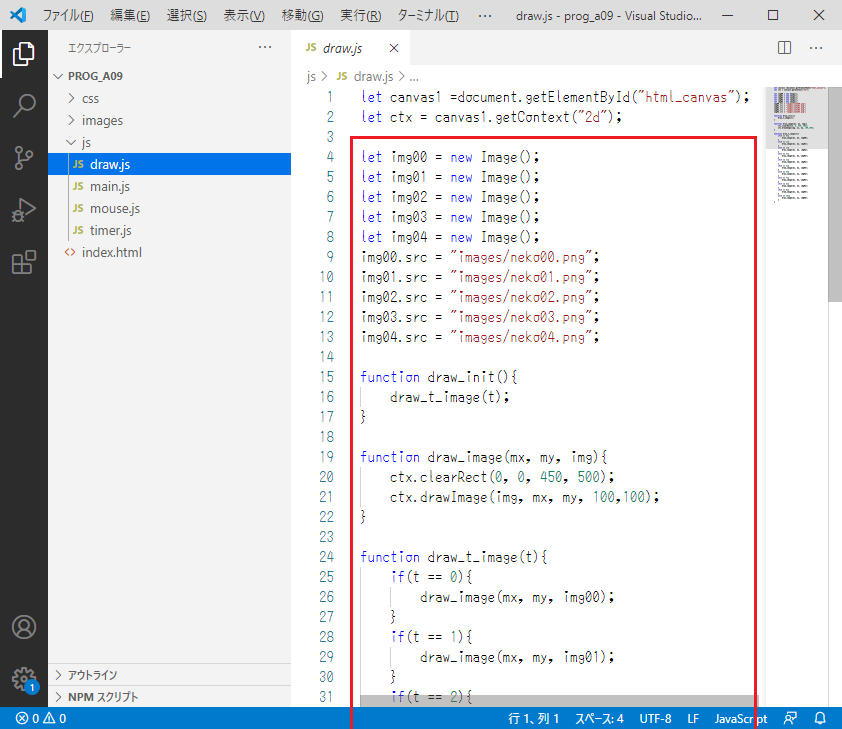 ファイル(F) 編集(E) 選択(S) 表示(V) 移動(G) 実行(R) ターミナル(T) ··· draw.js - prog_a09 - Visual Studio...
エクスプローラー ···
PROG_A09
css
images
js
JS draw.js
JS main.js
JS mouse.js
JS timer.js
<> index.html
アウトライン
NPM スクリプト
JS draw.js
js > JS draw.js > ...
1 let canvas1 =document.getElementById("html_canvas");
2 let ctx = canvas1.getContext("2d");
3
4 let img00 = new Image();
5 let img01 = new Image();
6 let img02 = new Image();
7 let img03 = new Image();
8 let img04 = new Image();
9 img00.src = "images/neko00.png";
10 img01.src = "images/neko01.png";
11 img02.src = "images/neko02.png";
12 img03.src = "images/neko03.png";
13 img04.src = "images/neko04.png";
14
15 function draw_init(){
16 draw_t_image(t);
17 }
18
19 function draw_image(mx, my, img){
20 ctx.clearRect(0, 0, 450, 500);
21 ctx.drawImage(img, mx, my, 100,100);
22 }
23
24 function draw_t_image(t){
25 if(t == 0){
26 draw_image(mx, my, img00);
27 }
28 if(t == 1){
29 draw_image(mx, my, img01);
30 }
31 if(t == 2){
1
0 0 行 1、列 1 スペース: 4 UTF-8 LF JavaScript